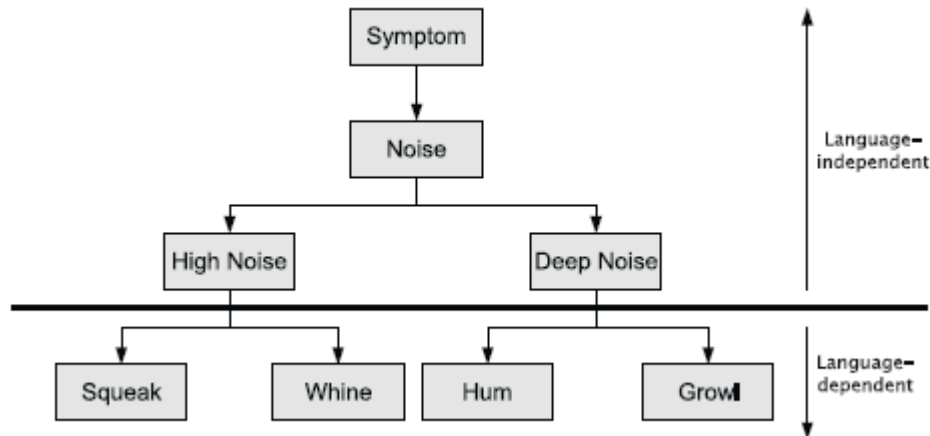 Symptom
Noise
Language-
independent
High Noise
Deep Noise
Squeak
Whine
Hum
Growl
Language-
dependent